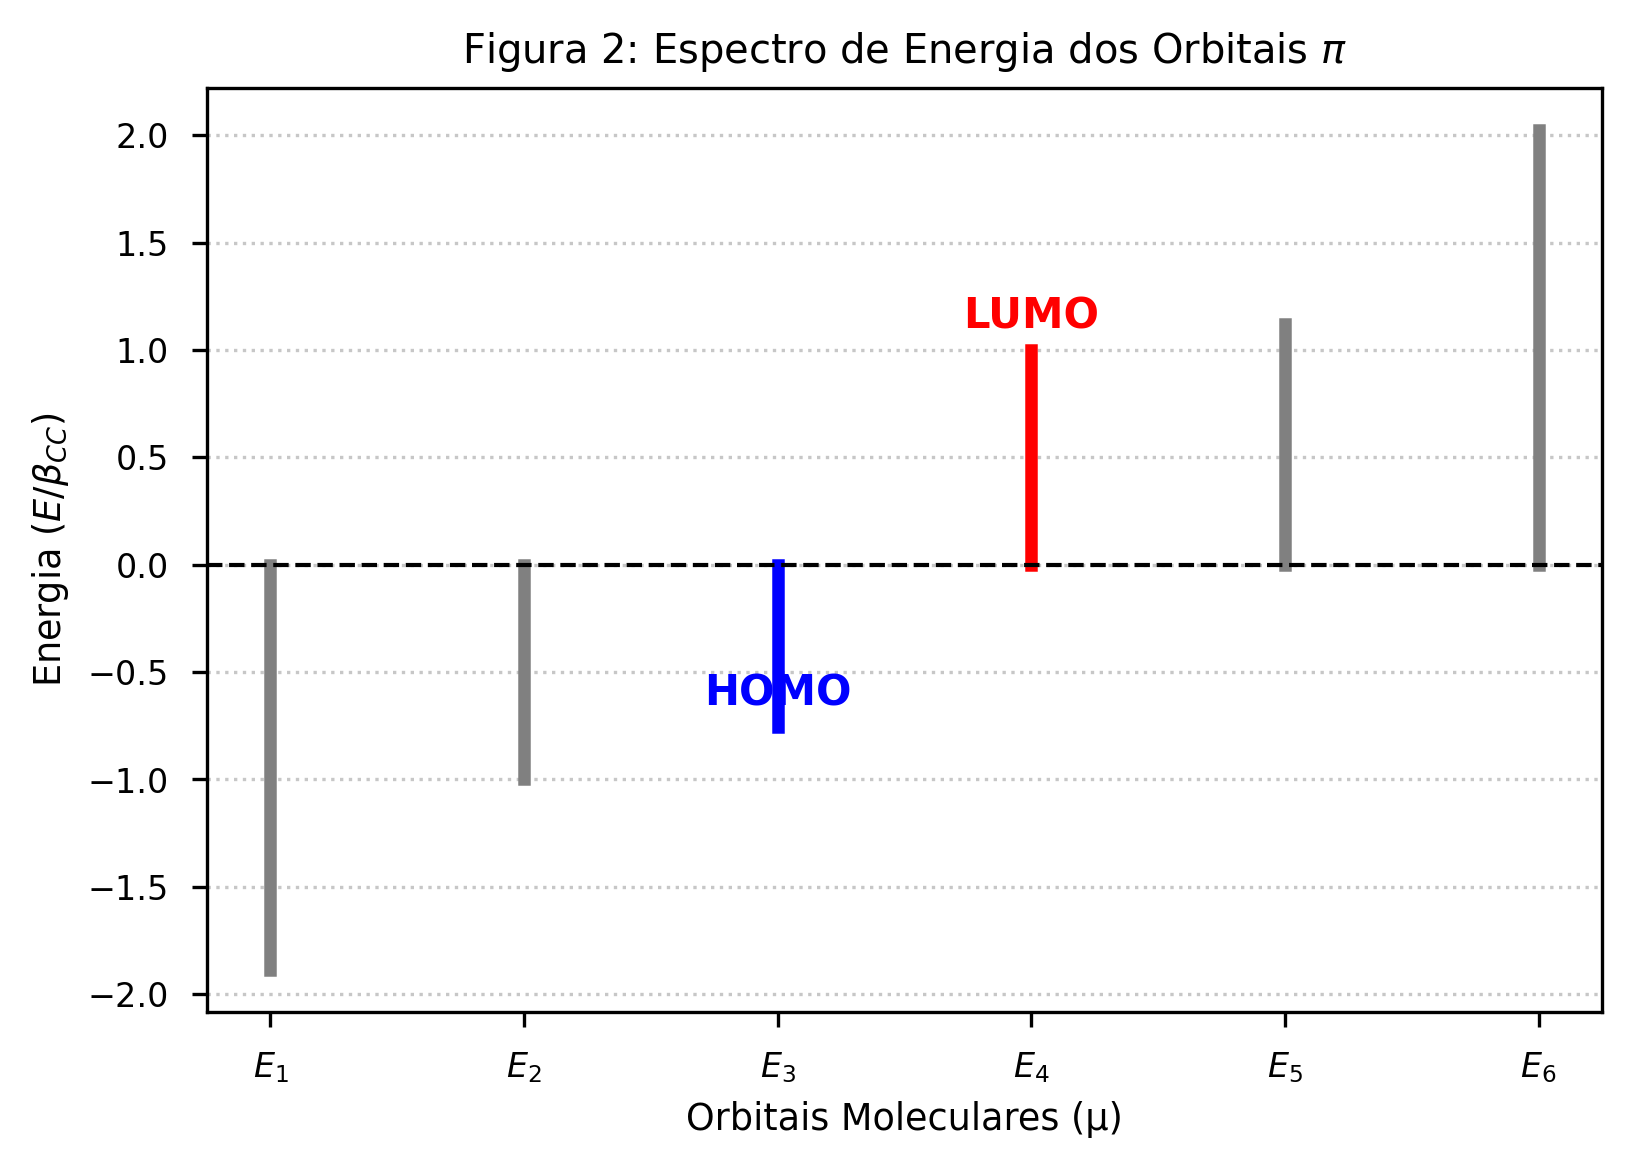 Figura 2: Espectro de Energia dos Orbitais π
Energia (E/β_CC)
2.0
1.5
1.0
0.5
0.0
−0.5
−1.0
−1.5
−2.0
LUMO
HOMO
E₁ E₂ E₃ E₄ E₅ E₆
Orbitais Moleculares (μ)